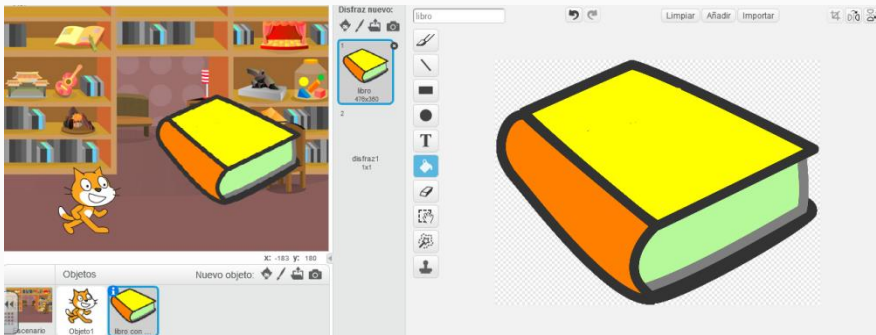 Disfraz nuevo:
1
libro
478x360
2
disfraz1
1x1
libro
Limpiar Añadir Importar
T
X: -183 Y: 180
Objetos
Nuevo objeto:
Objeto1
libro con ...